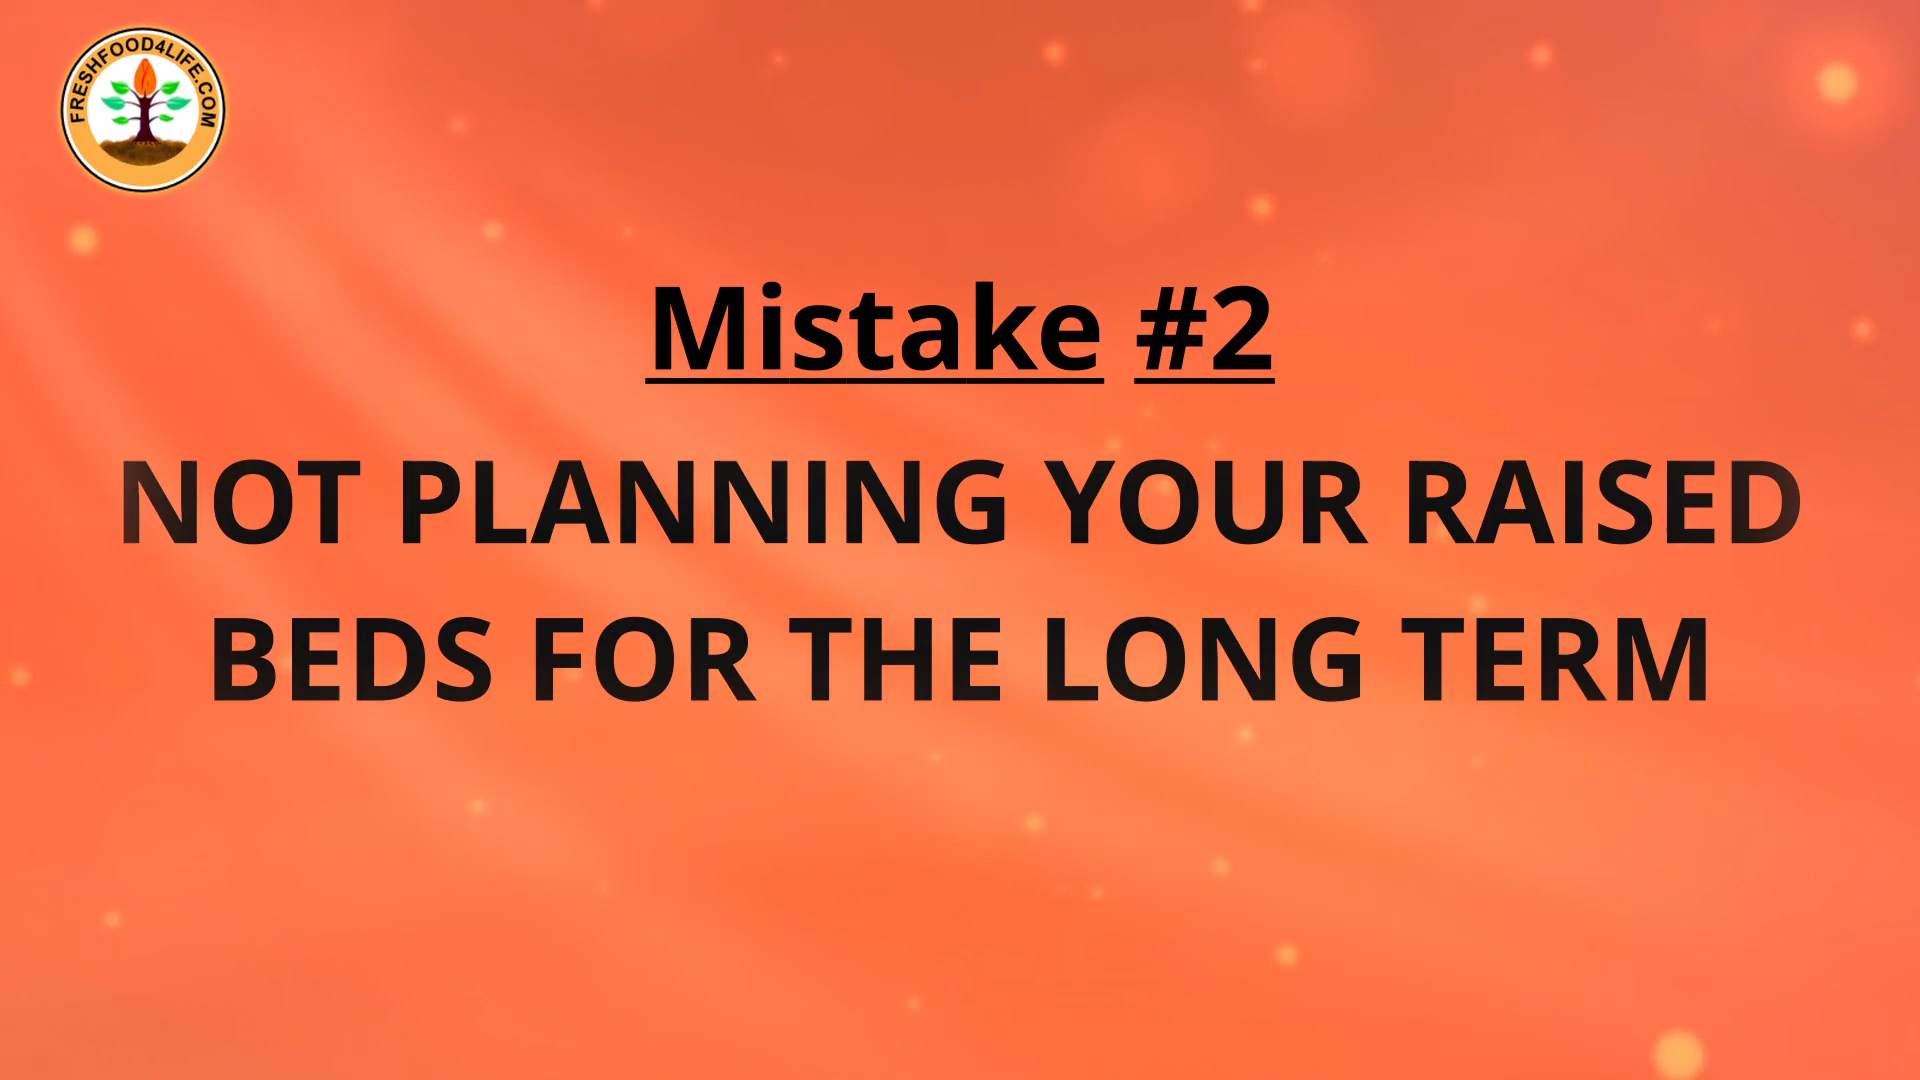 FRESHFOOD4LIFE.COM
Mistake #2
NOT PLANNING YOUR RAISED
BEDS FOR THE LONG TERM